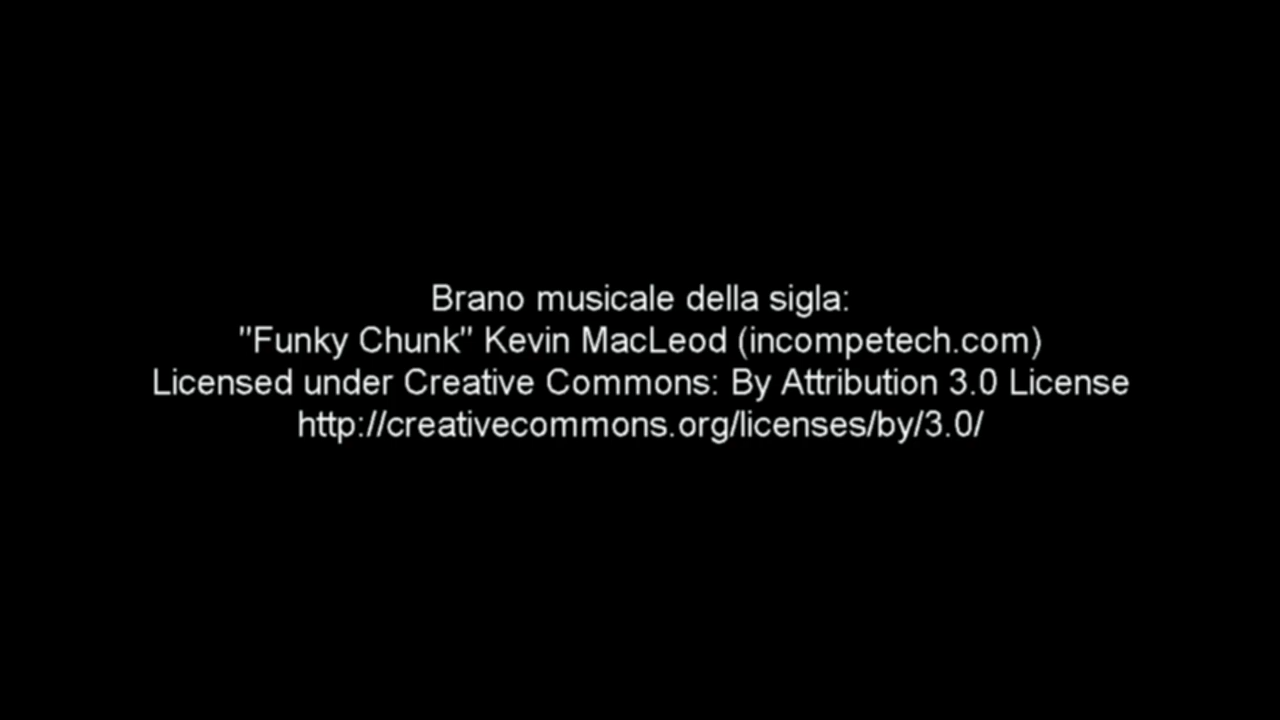 Brano musicale della sigla:
"Funky Chunk" Kevin MacLeod (incompetech.com)
Licensed under Creative Commons: By Attribution 3.0 License
http://creativecommons.org/licenses/by/3.0/